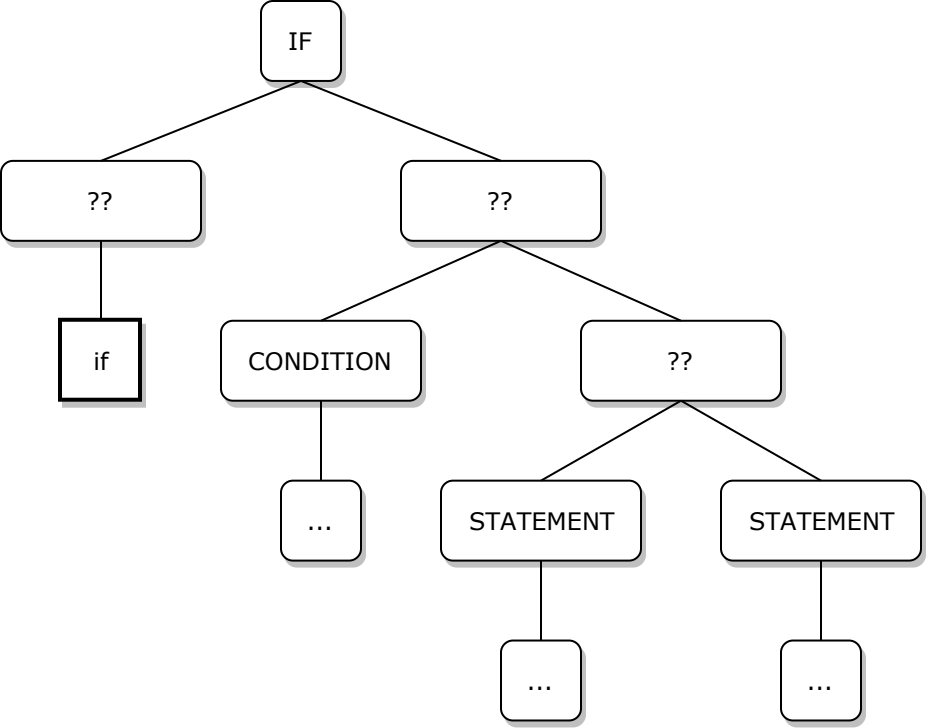 IF
??
??
if
CONDITION
??
...
STATEMENT
STATEMENT
...
...